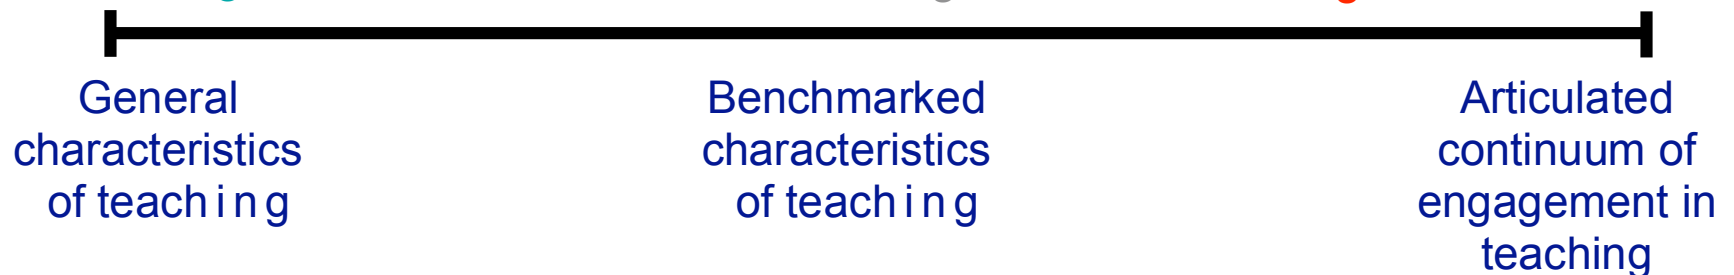 General
characteristics
of teaching
Benchmarked
characteristics
of teaching
Articulated
continuum of
engagement in
teaching